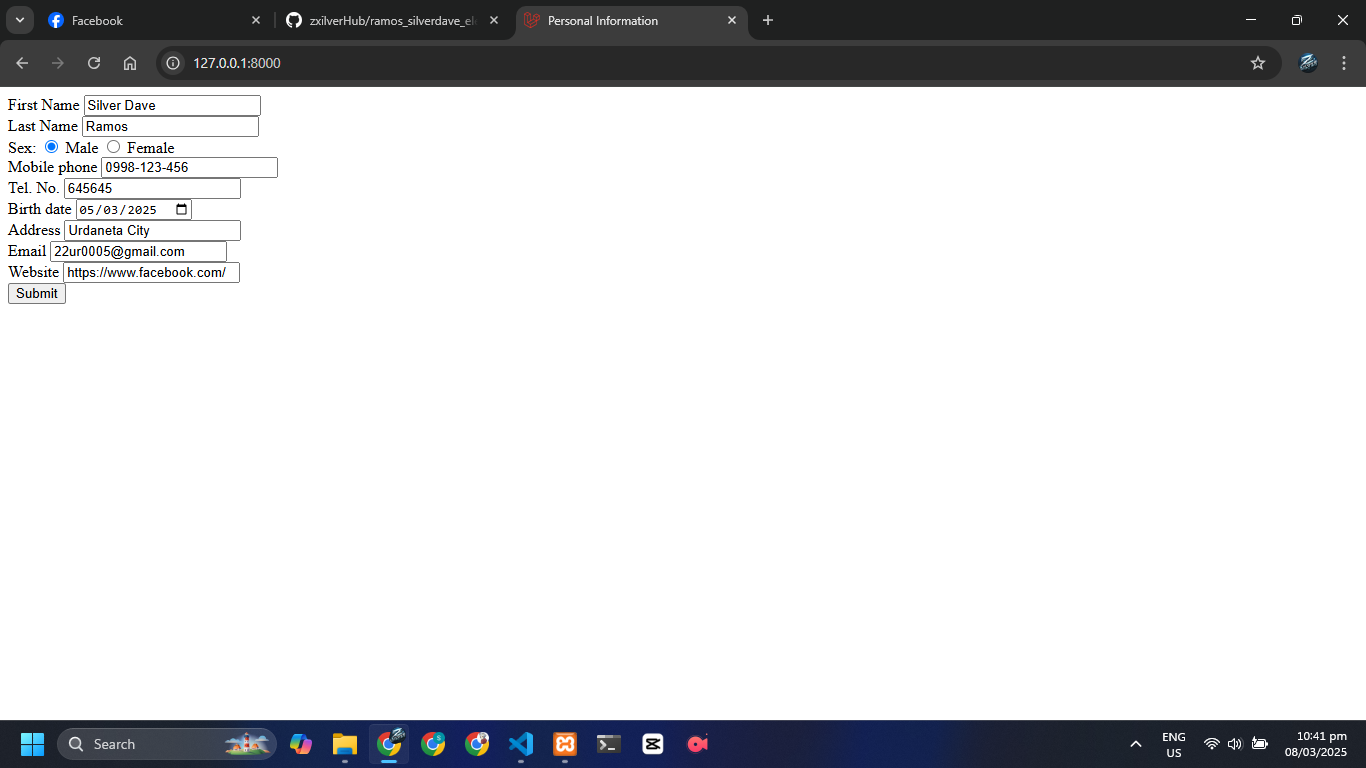 Facebook
zxilverHub/ramos_silverdave_el
Personal Information
127.0.0.1:8000
First Name Silver Dave
Last Name Ramos
Sex: Male Female
Mobile phone 0998-123-456
Tel. No. 645645
Birth date 05/03/2025
Address Urdaneta City
Email 22ur0005@gmail.com
Website https://www.facebook.com/
Submit
Search
ENG
US
10:41 pm
08/03/2025